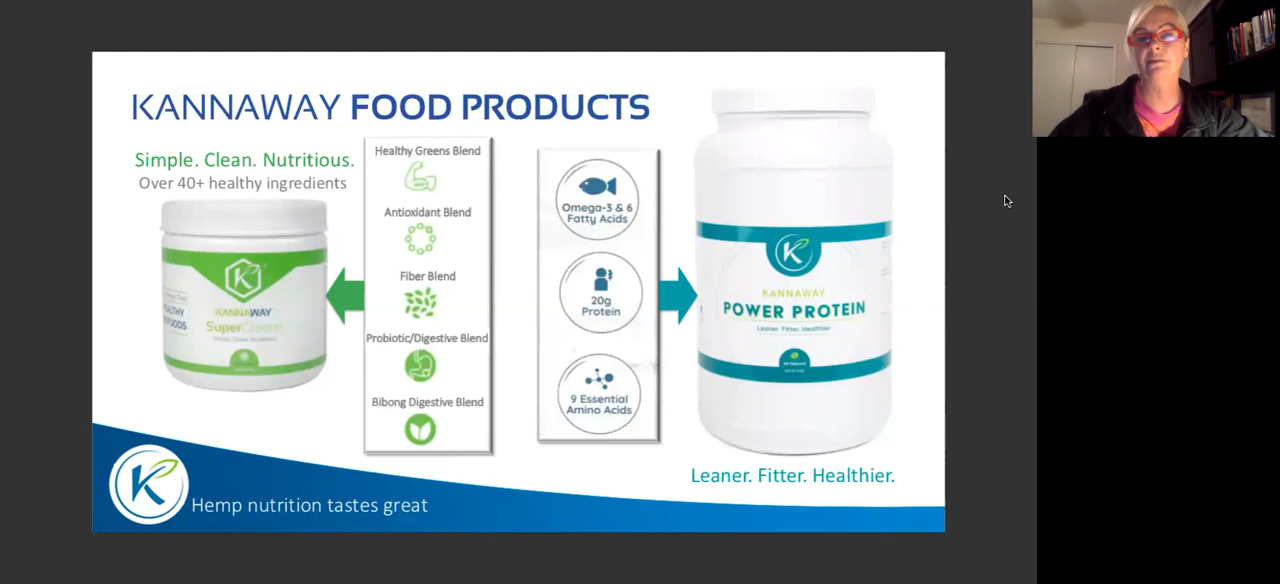 KANNAWAY FOOD PRODUCTS
Simple. Clean. Nutritious.
Over 40+ healthy ingredients
KANNAWAY
SuperGreens
Healthy Greens Blend
Antioxidant Blend
Fiber Blend
Probiotic/Digestive Blend
Bibong Digestive Blend
Omega-3 & 6
Fatty Acids
20g
Protein
9 Essential
Amino Acids
K
KANNAWAY
POWER PROTEIN
Leaner. Fitter. Healthier
Leaner. Fitter. Healthier.
K
Hemp nutrition tastes great